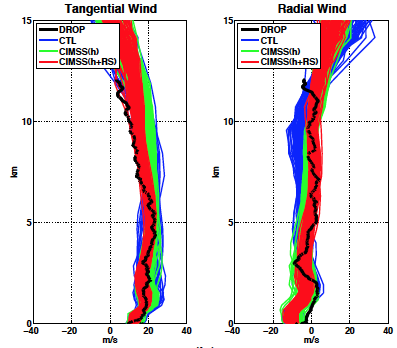 Tangential Wind
Radial Wind
15
10
5
0
km
DROP
CTL
CIMSS(h)
CIMSS(h+RS)
−40 −20 0 20 40
m/s
15
10
5
0
km
DROP
CTL
CIMSS(h)
CIMSS(h+RS)
−40 −20 0 20 40
m/s